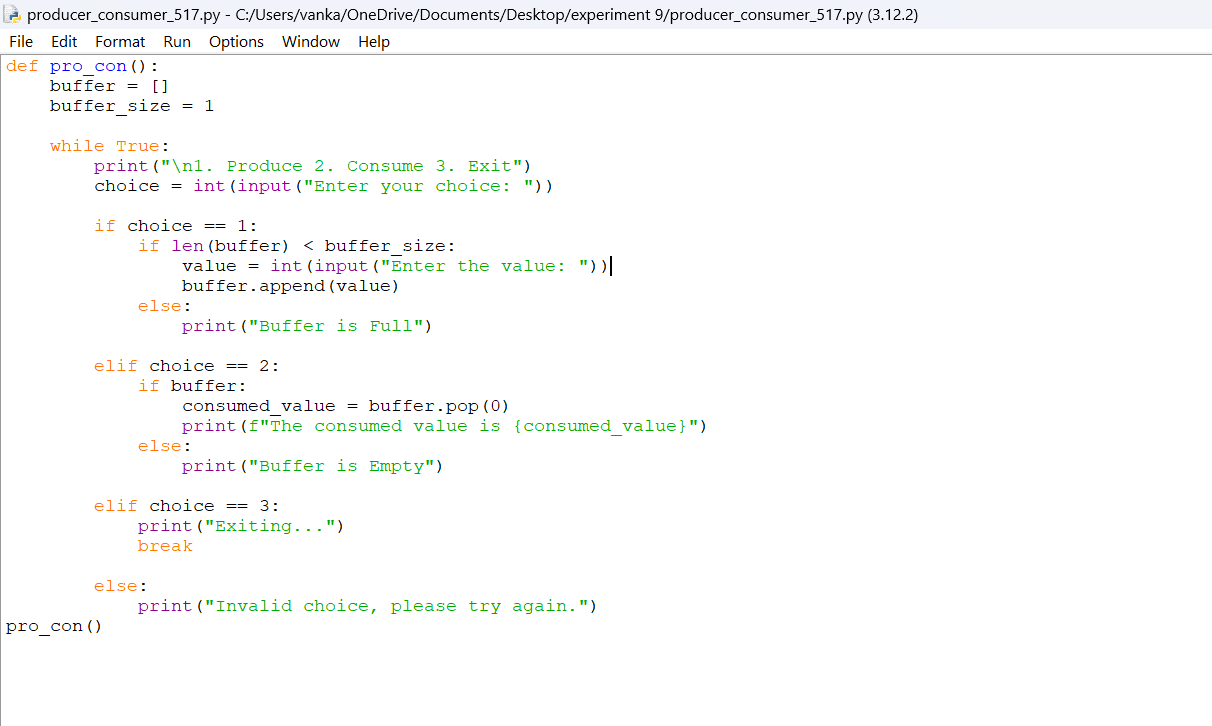 producer_consumer_517.py - C:/Users/vanka/OneDrive/Documents/Desktop/experiment 9/producer_consumer_517.py (3.12.2)
File Edit Format Run Options Window Help
def pro_con():
    buffer = []
    buffer_size = 1

    while True:
        print("\n1. Produce 2. Consume 3. Exit")
        choice = int(input("Enter your choice: "))

        if choice == 1:
            if len(buffer) < buffer_size:
                value = int(input("Enter the value: "))
                buffer.append(value)
            else:
                print("Buffer is Full")

        elif choice == 2:
            if buffer:
                consumed_value = buffer.pop(0)
                print(f"The consumed value is {consumed_value}")
            else:
                print("Buffer is Empty")

        elif choice == 3:
            print("Exiting...")
            break

        else:
            print("Invalid choice, please try again.")
pro_con()